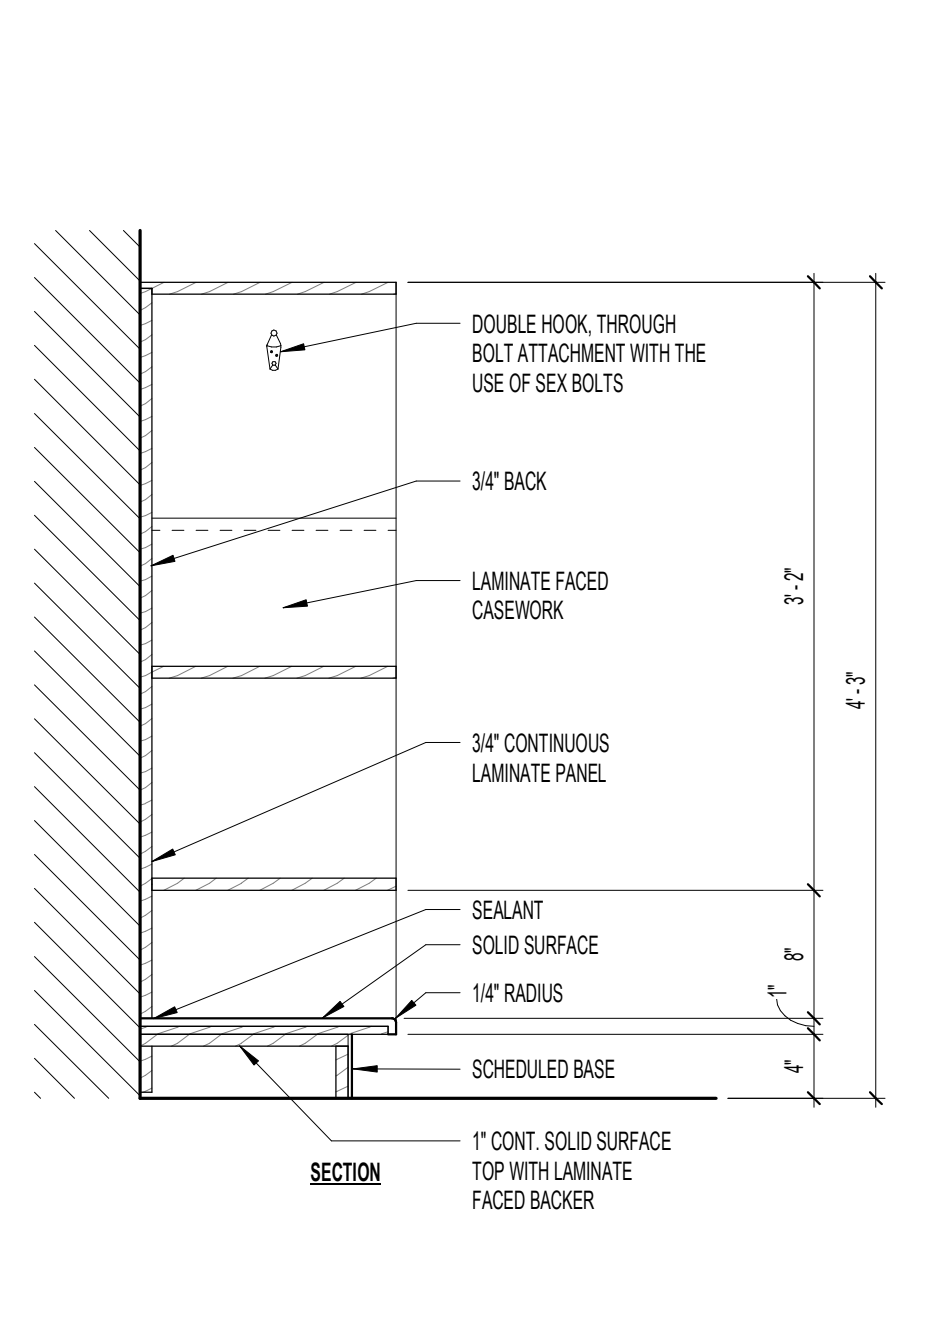 DOUBLE HOOK, THROUGH
BOLT ATTACHMENT WITH THE
USE OF SEX BOLTS
3/4" BACK
LAMINATE FACED
CASEWORK
3' - 2"
4' - 3"
3/4" CONTINUOUS
LAMINATE PANEL
SEALANT
SOLID SURFACE
8"
1/4" RADIUS
1"
SCHEDULED BASE
4"
1" CONT. SOLID SURFACE
TOP WITH LAMINATE
FACED BACKER
SECTION